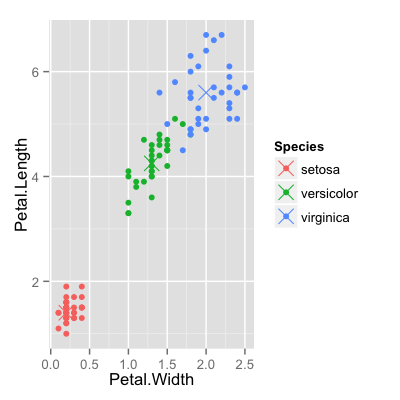 6
4
2
Petal.Length
0.0 0.5 1.0 1.5 2.0 2.5
Petal.Width
Species
setosa
versicolor
virginica